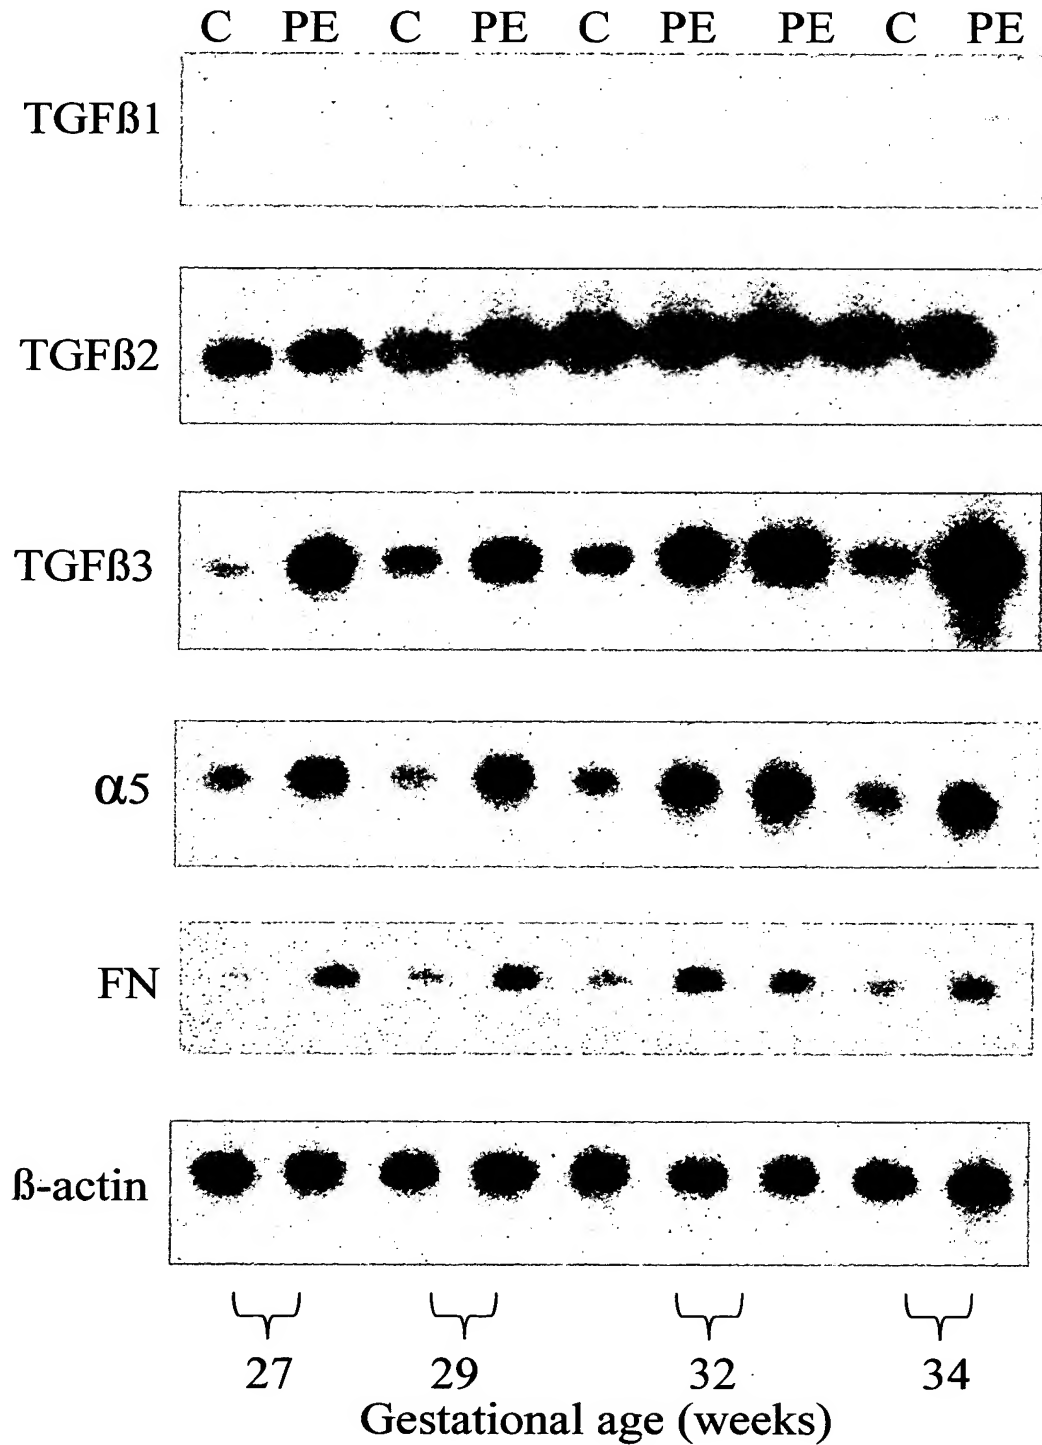 C PE C PE C PE PE C PE
TGFß1
TGFß2
TGFß3
α5
FN
ß-actin
27 29 32 34
Gestational age (weeks)